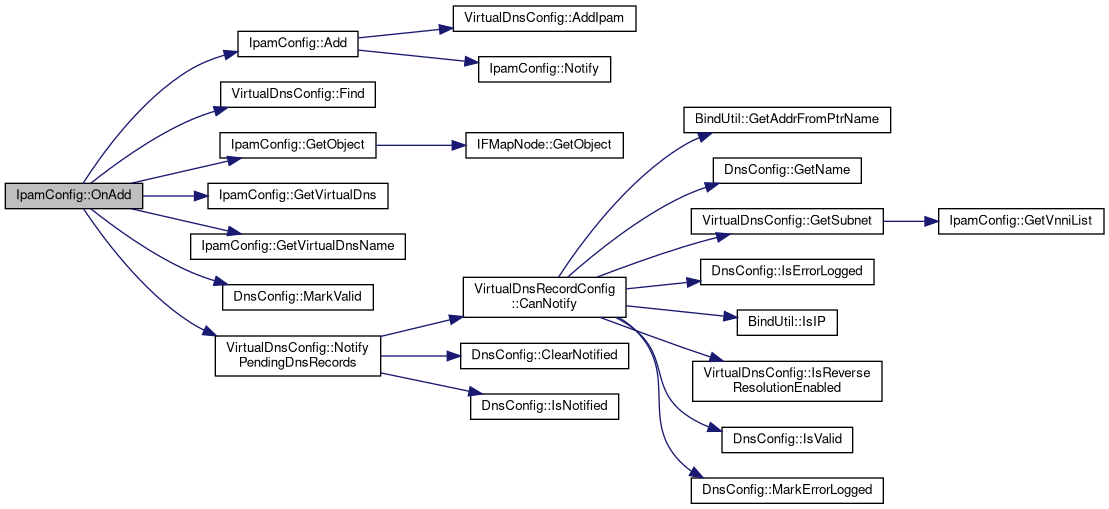 VirtualDnsConfig::AddIpam
IpamConfig::Add
IpamConfig::Notify
VirtualDnsConfig::Find
BindUtil::GetAddrFromPtrName
IpamConfig::GetObject
IFMapNode::GetObject
DnsConfig::GetName
IpamConfig::OnAdd
IpamConfig::GetVirtualDns
VirtualDnsConfig::GetSubnet
IpamConfig::GetVnniList
IpamConfig::GetVirtualDnsName
DnsConfig::IsErrorLogged
DnsConfig::MarkValid
VirtualDnsRecordConfig
::CanNotify
BindUtil::IsIP
VirtualDnsConfig::Notify
PendingDnsRecords
DnsConfig::ClearNotified
VirtualDnsConfig::IsReverse
ResolutionEnabled
DnsConfig::IsNotified
DnsConfig::IsValid
DnsConfig::MarkErrorLogged